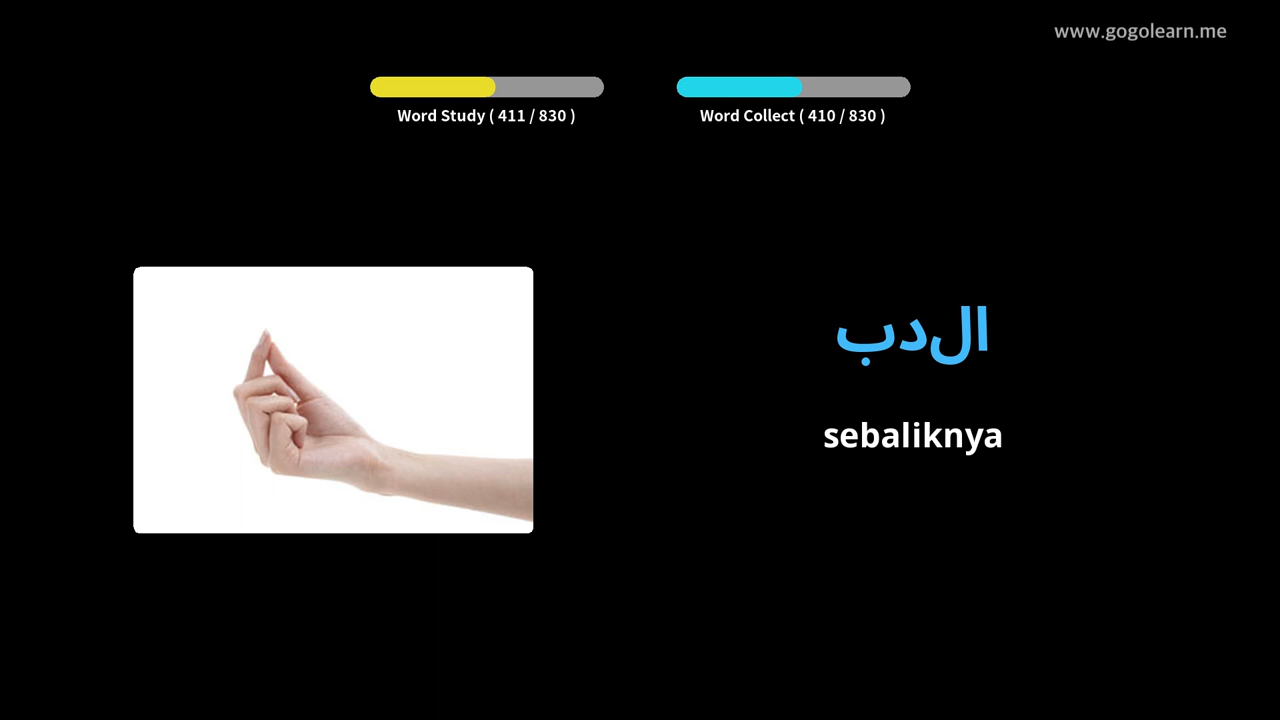 www.gogolearn.me
Word Study ( 411 / 830 )
Word Collect ( 410 / 830 )
الدب
sebaliknya